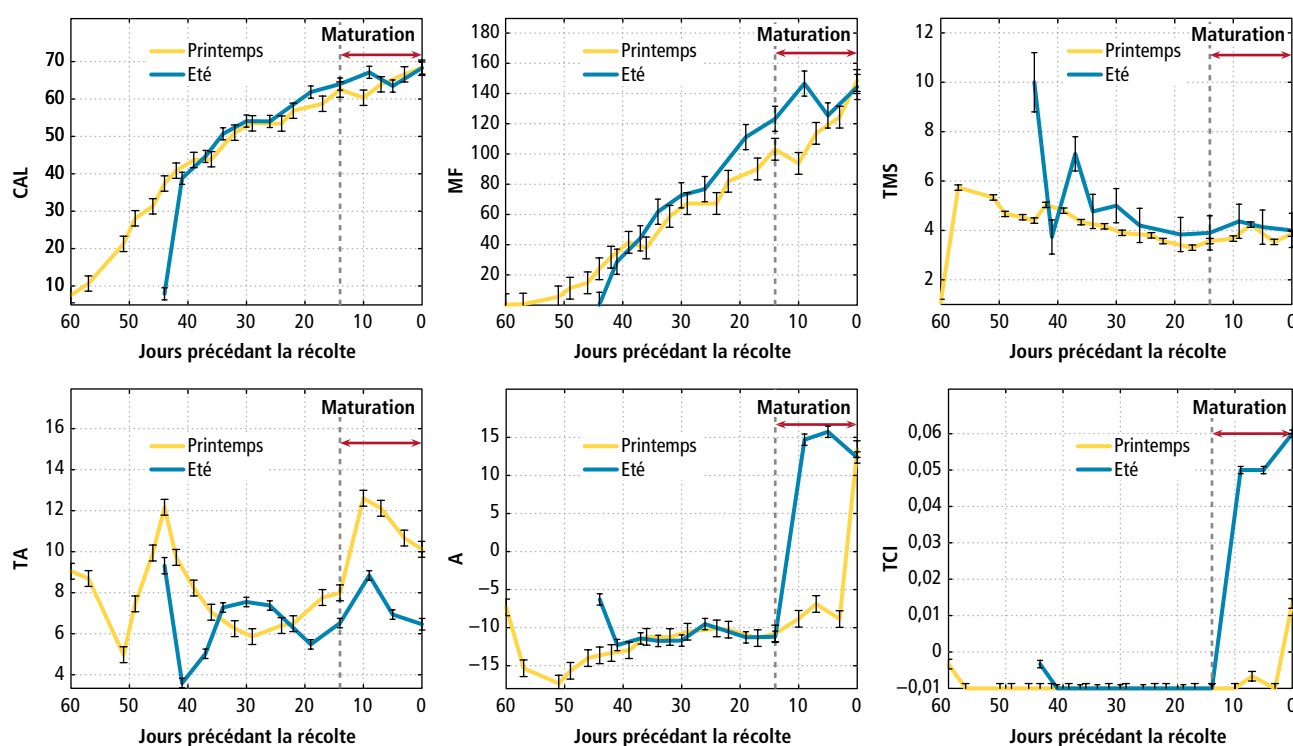 Maturation
Printemps
Eté
CAL
70
60
50
40
30
20
10
60 50 40 30 20 10 0
Jours précédant la récolte
Maturation
Printemps
Eté
MF
180
160
140
120
100
80
60
40
20
60 50 40 30 20 10 0
Jours précédant la récolte
Maturation
Printemps
Eté
TMS
12
10
8
6
4
2
60 50 40 30 20 10 0
Jours précédant la récolte
Maturation
Printemps
Eté
TA
16
14
12
10
8
6
4
60 50 40 30 20 10 0
Jours précédant la récolte
Maturation
Printemps
Eté
A
15
10
5
0
−5
−10
−15
60 50 40 30 20 10 0
Jours précédant la récolte
Maturation
Printemps
Eté
TCI
0,06
0,05
0,04
0,03
0,02
0,01
0
−0,01
60 50 40 30 20 10 0
Jours précédant la récolte